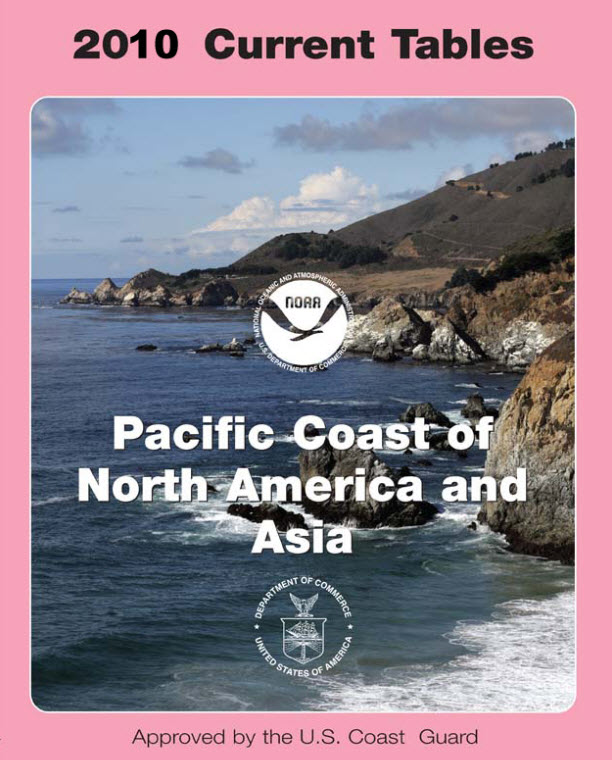 2010 Current Tables
NATIONAL OCEANIC AND ATMOSPHERIC ADMINISTRATION
NOAA
U.S. DEPARTMENT OF COMMERCE
Pacific Coast of
North America and
Asia
DEPARTMENT OF COMMERCE
UNITED STATES OF AMERICA
Approved by the U.S. Coast Guard